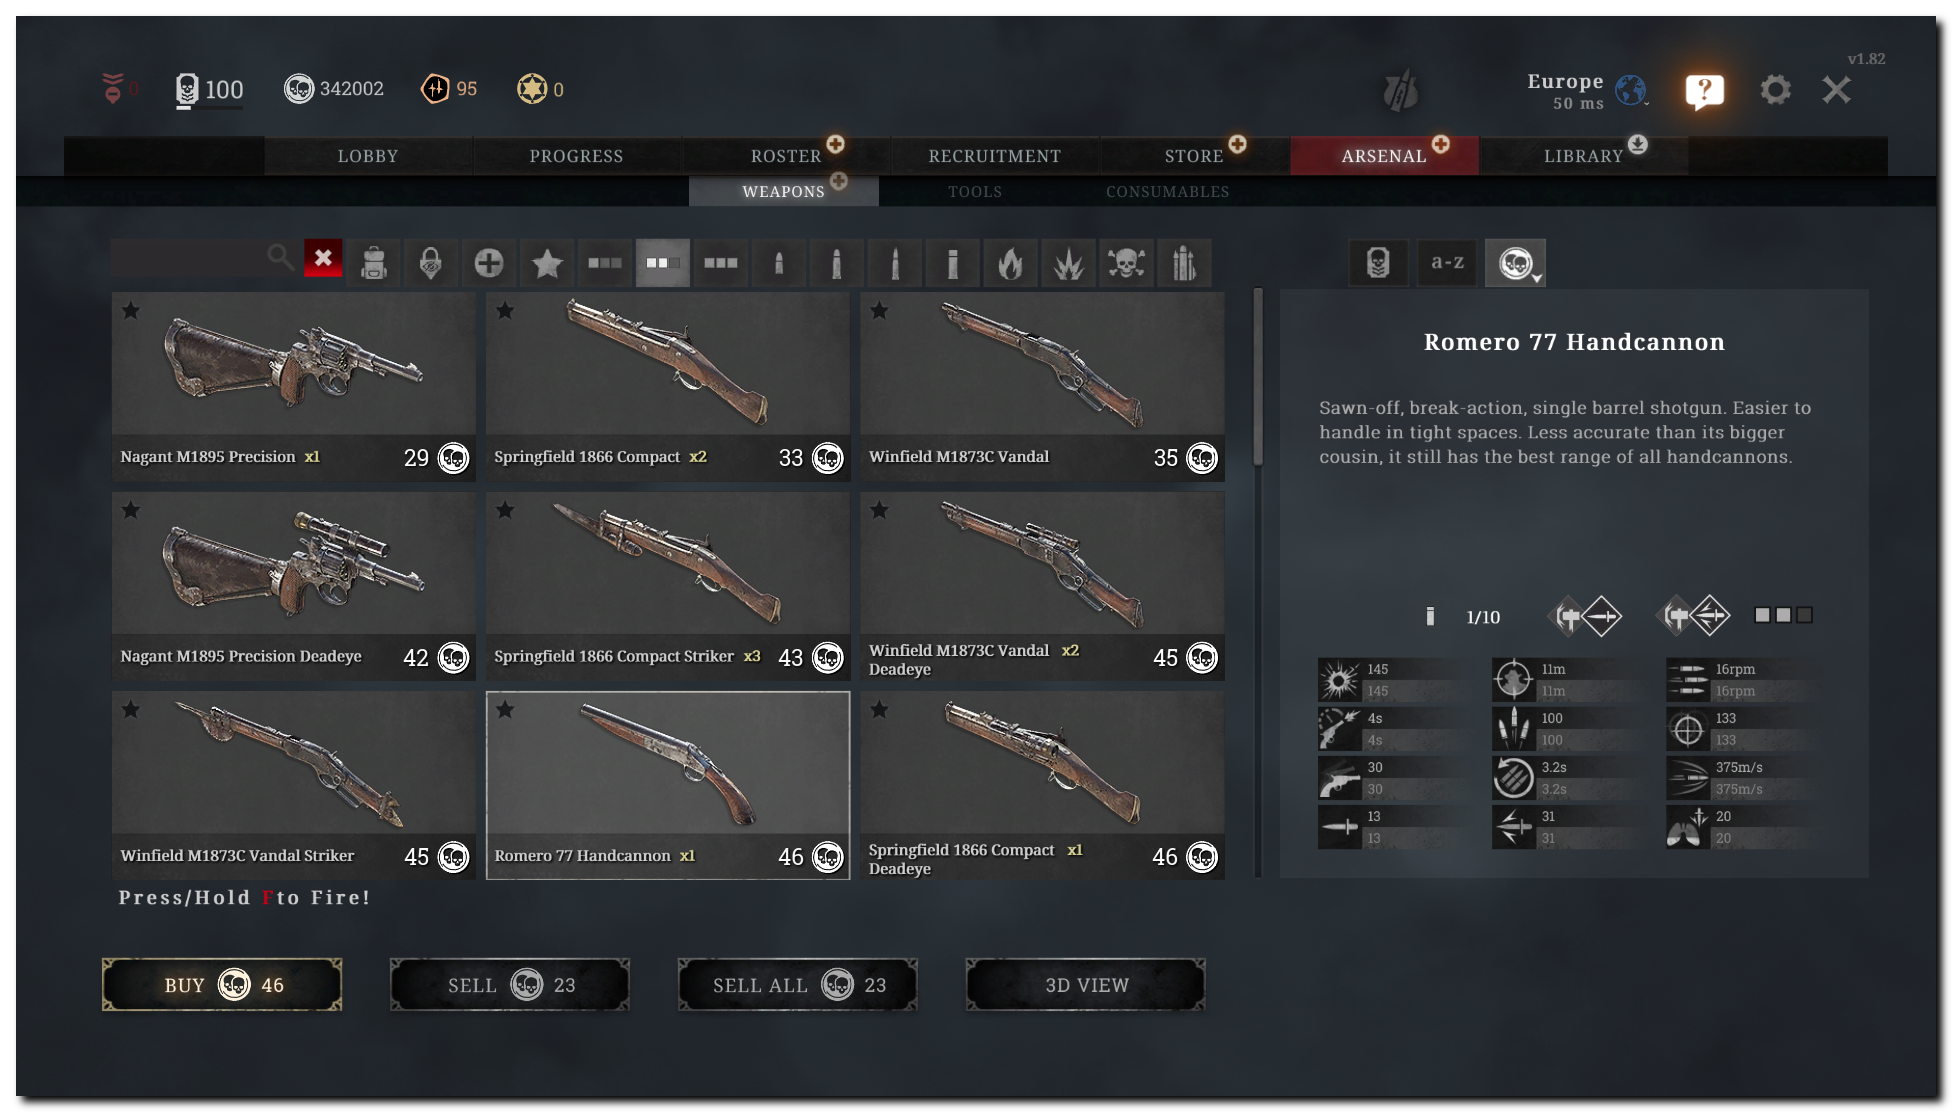 v1.82
0
100
342002
95
0
Europe
50 ms
?
LOBBY
PROGRESS
ROSTER
RECRUITMENT
STORE
ARSENAL
LIBRARY
WEAPONS
TOOLS
CONSUMABLES
a-z
Nagant M1895 Precision x1 29
Springfield 1866 Compact x2 33
Winfield M1873C Vandal 35
Nagant M1895 Precision Deadeye 42
Springfield 1866 Compact Striker x3 43
Winfield M1873C Vandal x2 45
Deadeye
Winfield M1873C Vandal Striker 45
Romero 77 Handcannon x1 46
Springfield 1866 Compact x1 46
Deadeye
Press/Hold F to Fire!
BUY 46
SELL 23
SELL ALL 23
3D VIEW
Romero 77 Handcannon
Sawn-off, break-action, single barrel shotgun. Easier to
handle in tight spaces. Less accurate than its bigger
cousin, it still has the best range of all handcannons.
1/10
145 11m 16rpm
145 11m 16rpm
4s 100 133
4s 100 133
30 3.2s 375m/s
30 3.2s 375m/s
13 31 20
13 31 20